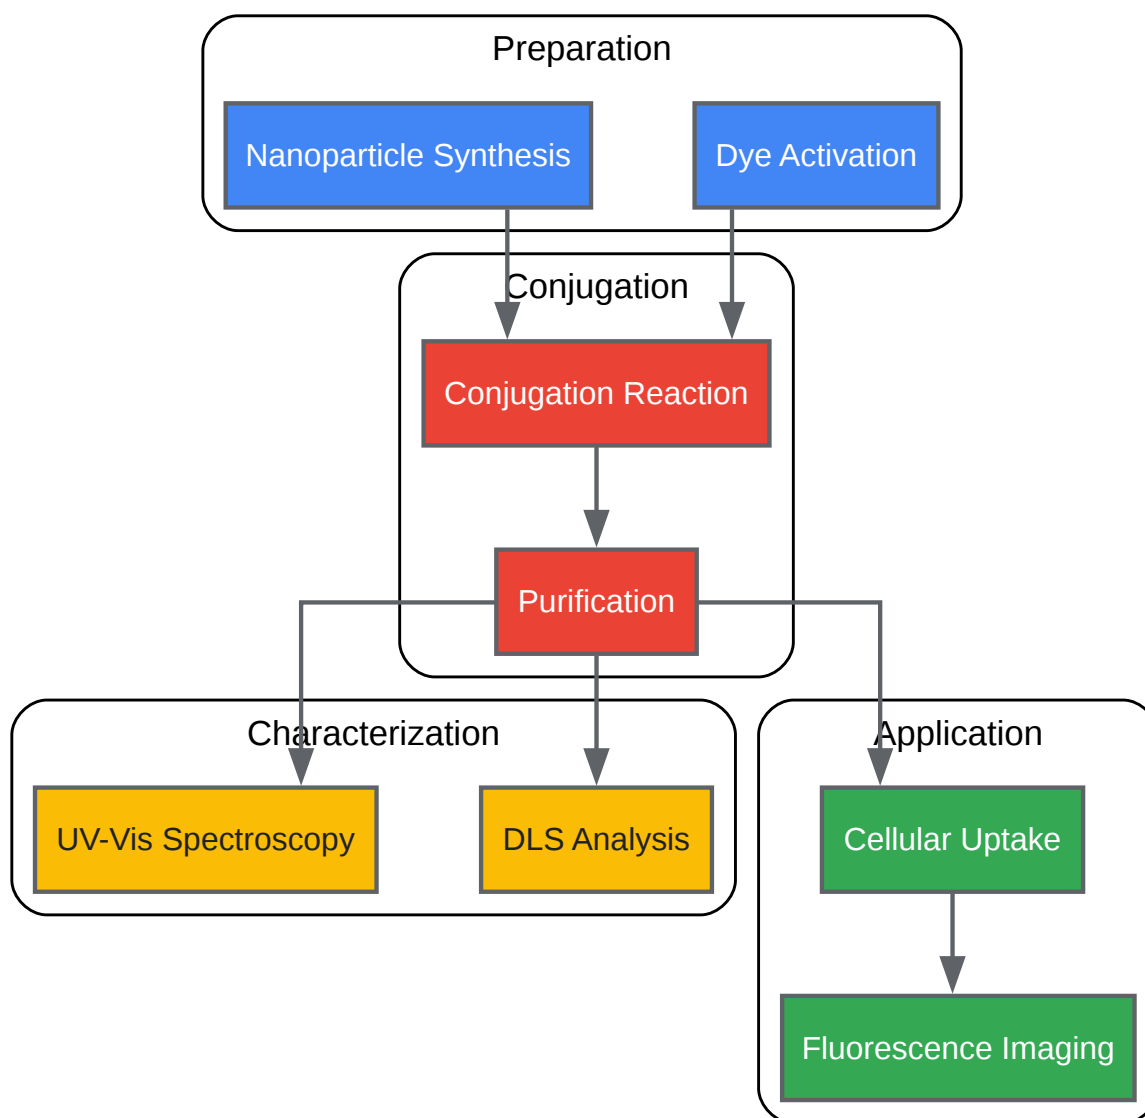 Preparation
Nanoparticle Synthesis
Dye Activation
Conjugation
Conjugation Reaction
Purification
Characterization
Application
UV-Vis Spectroscopy
DLS Analysis
Cellular Uptake
Fluorescence Imaging